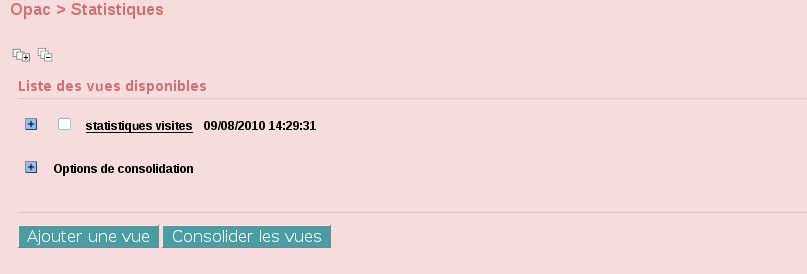 Opac > Statistiques
Liste des vues disponibles
statistiques visites 09/08/2010 14:29:31
Options de consolidation
Ajouter une vue Consolider les vues